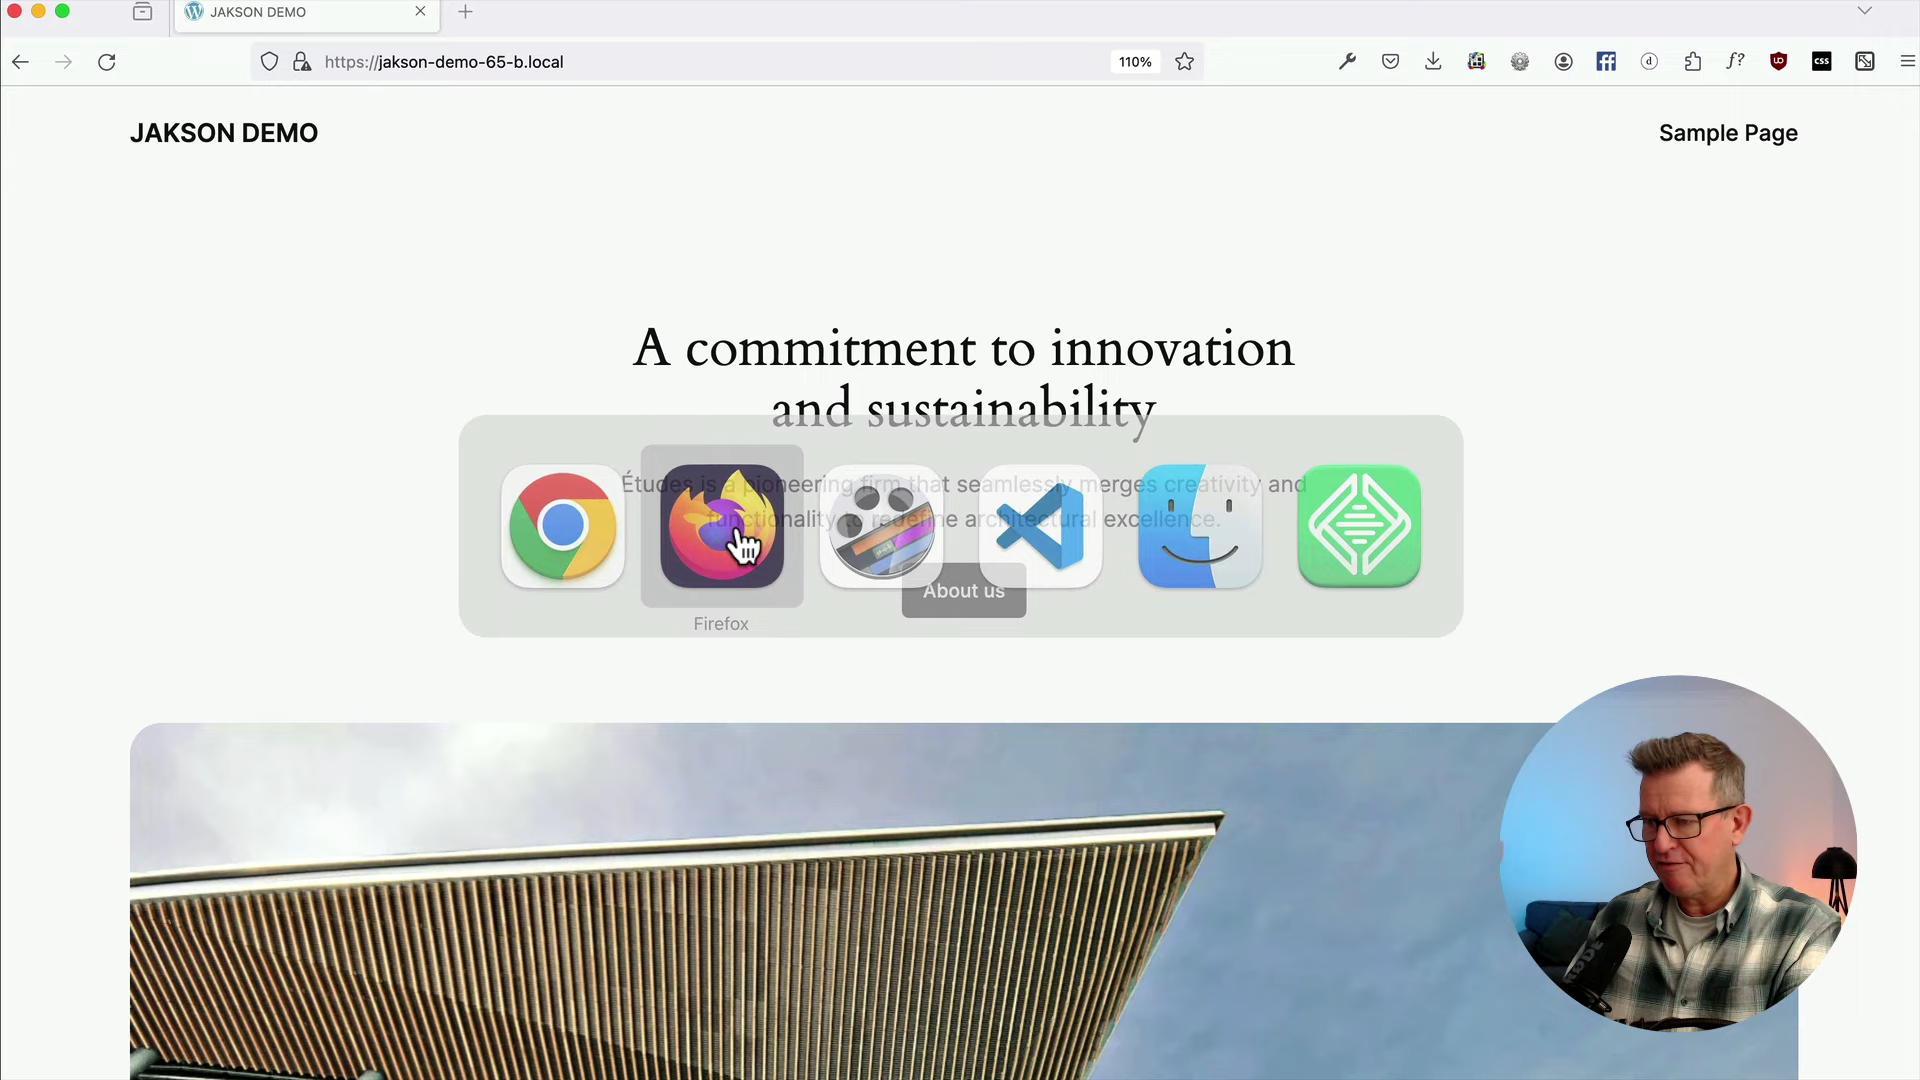 JAKSON DEMO
https://jakson-demo-65-b.local
110%
f?
css
JAKSON DEMO
Sample Page
A commitment to innovation
and sustainability
Études is a pioneering firm that seamlessly merges creativity and
functionality to redefine architectural excellence.
About us
Firefox